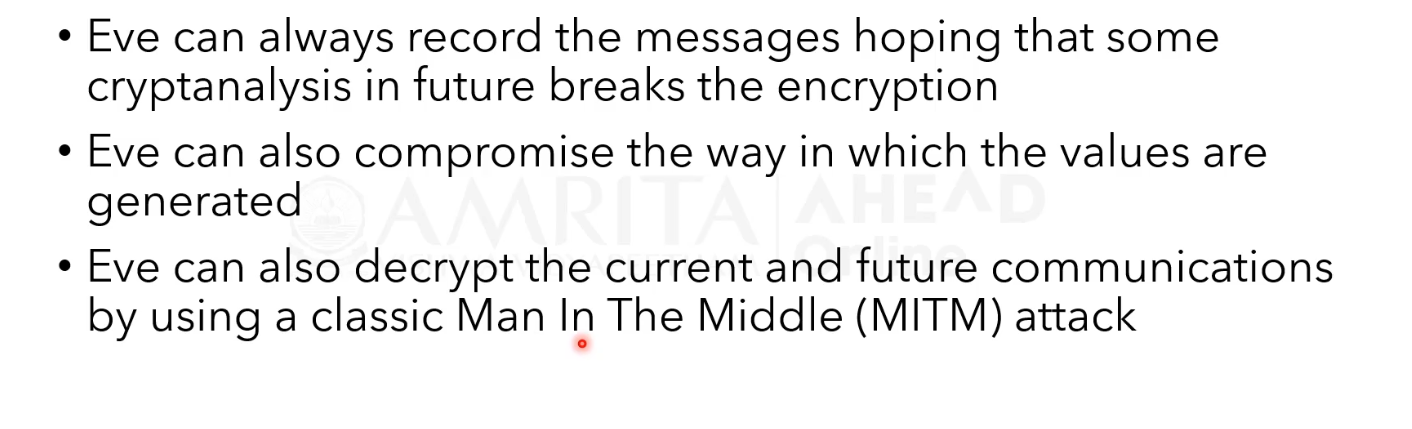 • Eve can always record the messages hoping that some
cryptanalysis in future breaks the encryption
• Eve can also compromise the way in which the values are
generated
AMRITA AHEAD
Online
• Eve can also decrypt the current and future communications
by using a classic Man In The Middle (MITM) attack